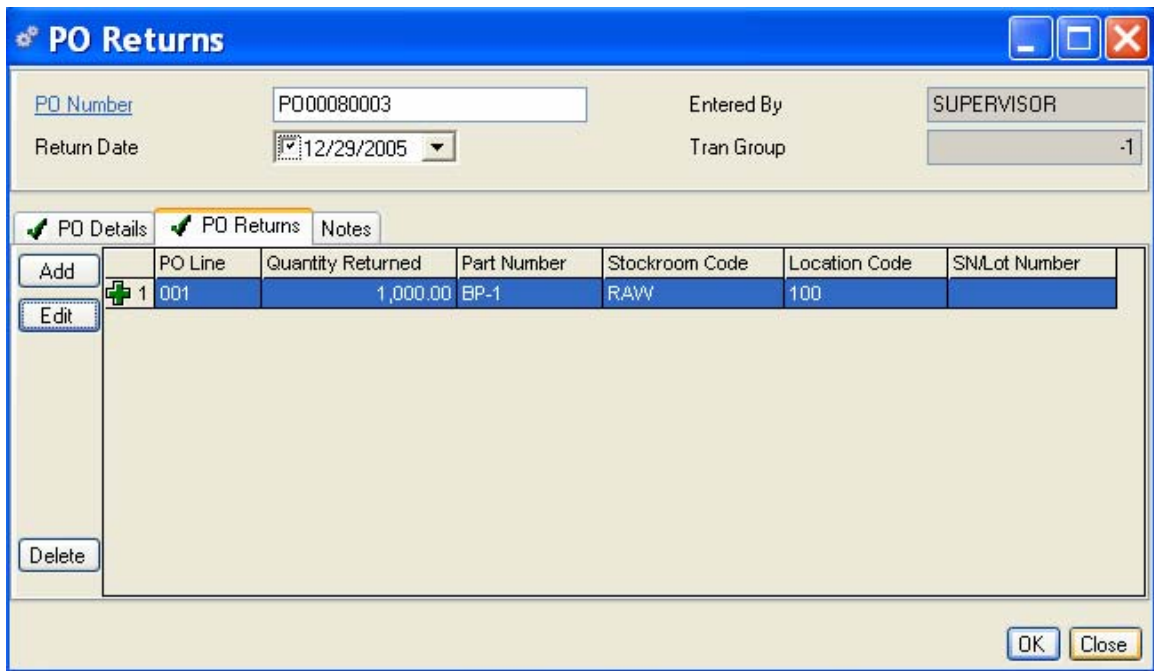 PO Returns
PO Number PO00080003 Entered By SUPERVISOR
Return Date 12/29/2005 Tran Group -1
PO Details PO Returns Notes
Add PO Line Quantity Returned Part Number Stockroom Code Location Code SN/Lot Number
1 001 1,000.00 BP-1 RAW 100
Edit
Delete
OK Close